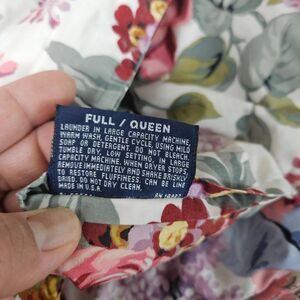 FULL / QUEEN
LAUNDER IN LARGE CAPACITY MACHINE,
WARM WASH, GENTLE CYCLE, USING MILD
SOAP OR DETERGENT. DO NOT BLEACH.
TUMBLE DRY, LOW SETTING, IN LARGE
CAPACITY MACHINE. WHEN DRYER STOPS,
REMOVE IMMEDIATELY AND SHAKE BRISKLY
TO RESTORE FLUFFINESS. CAN BE LINE
DRIED. DO NOT DRY CLEAN.
MADE IN U.S.A.